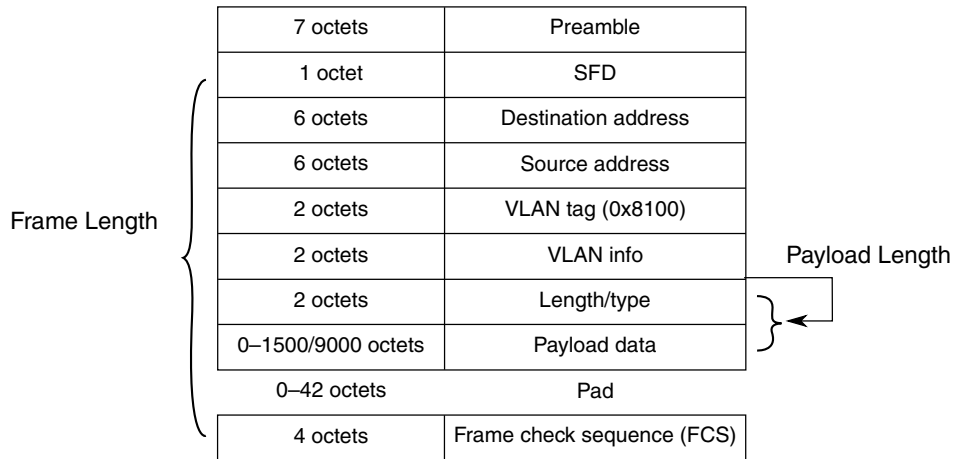 7 octets Preamble
1 octet SFD
6 octets Destination address
6 octets Source address
2 octets VLAN tag (0x8100)
Frame Length
2 octets VLAN info
Payload Length
2 octets Length/type
0–1500/9000 octets Payload data
0–42 octets Pad
4 octets Frame check sequence (FCS)